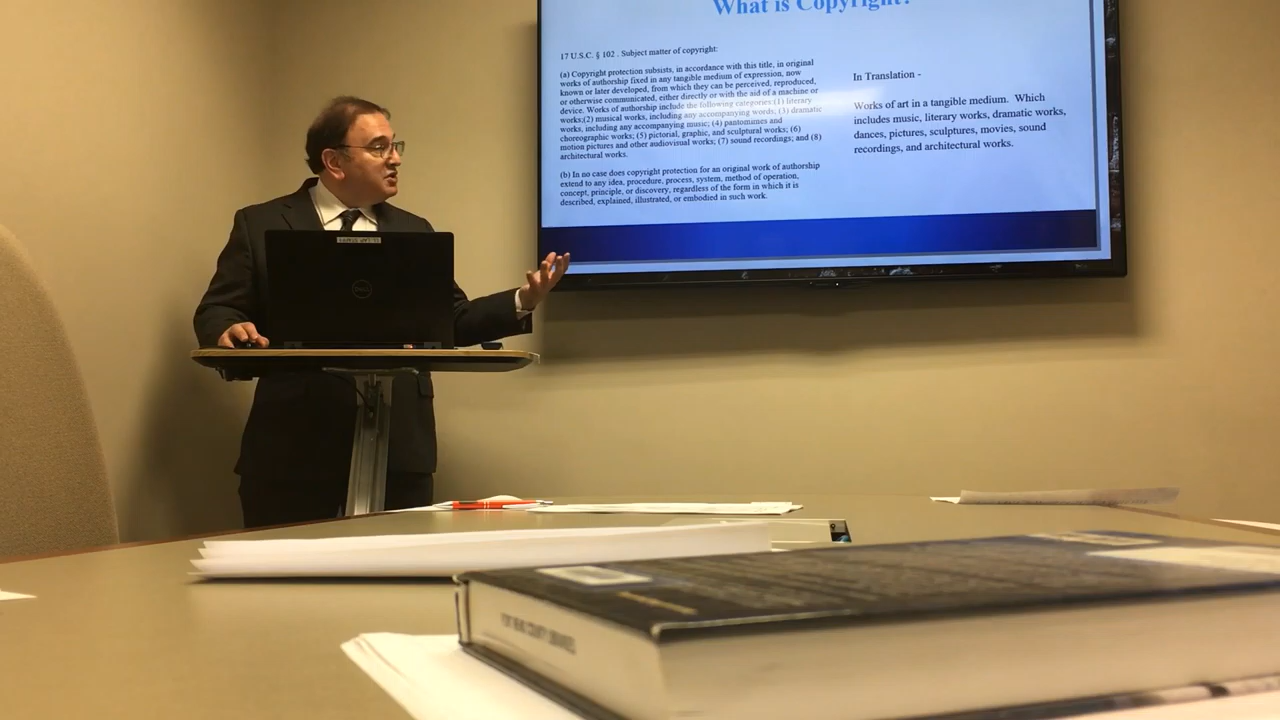 What is Copyright?
17 U.S.C. § 102 . Subject matter of copyright:
(a) Copyright protection subsists, in accordance with this title, in original
works of authorship fixed in any tangible medium of expression, now
known or later developed, from which they can be perceived, reproduced,
or otherwise communicated, either directly or with the aid of a machine or
device. Works of authorship include the following categories:(1) literary
works;(2) musical works, including any accompanying words; (3) dramatic
works, including any accompanying music; (4) pantomimes and
choreographic works; (5) pictorial, graphic, and sculptural works; (6)
motion pictures and other audiovisual works; (7) sound recordings; and (8)
architectural works.
(b) In no case does copyright protection for an original work of authorship
extend to any idea, procedure, process, system, method of operation,
concept, principle, or discovery, regardless of the form in which it is
described, explained, illustrated, or embodied in such work.
In Translation -
Works of art in a tangible medium. Which
includes music, literary works, dramatic works,
dances, pictures, sculptures, movies, sound
recordings, and architectural works.
DELL
FORT BEND COUNTY LIBRARIES